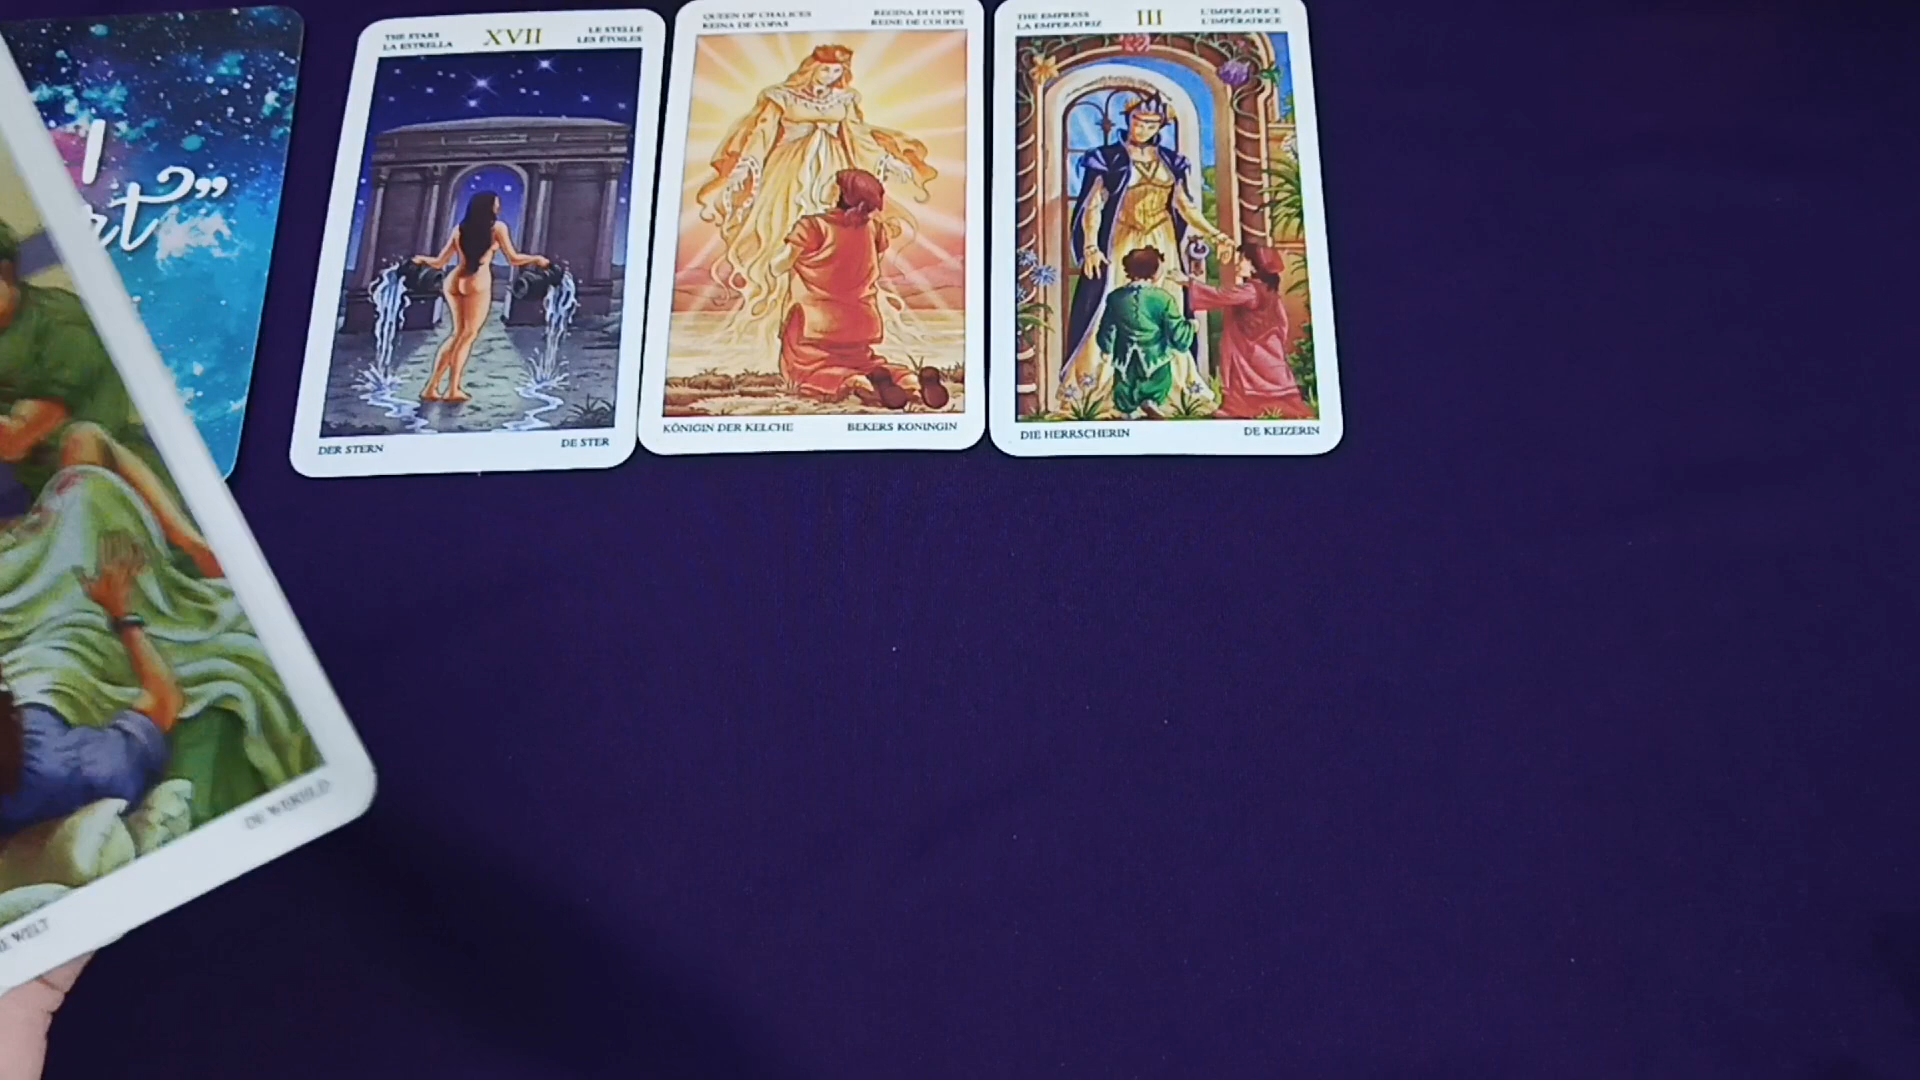 THE STARS
LA ESTRELLA
XVII
LE STELLE
LES ÉTOILES
DER STERN
DE STER
QUEEN OF CHALICES
REINA DE COPAS
REGINA DI COPPE
REINE DE COUPES
KÖNIGIN DER KELCHE
BEKERS KONINGIN
THE EMPRESS
LA EMPERATRIZ
III
L'IMPERATRICE
L'IMPÉRATRICE
DIE HERRSCHERIN
DE KEIZERIN
WELT
DE WERELD